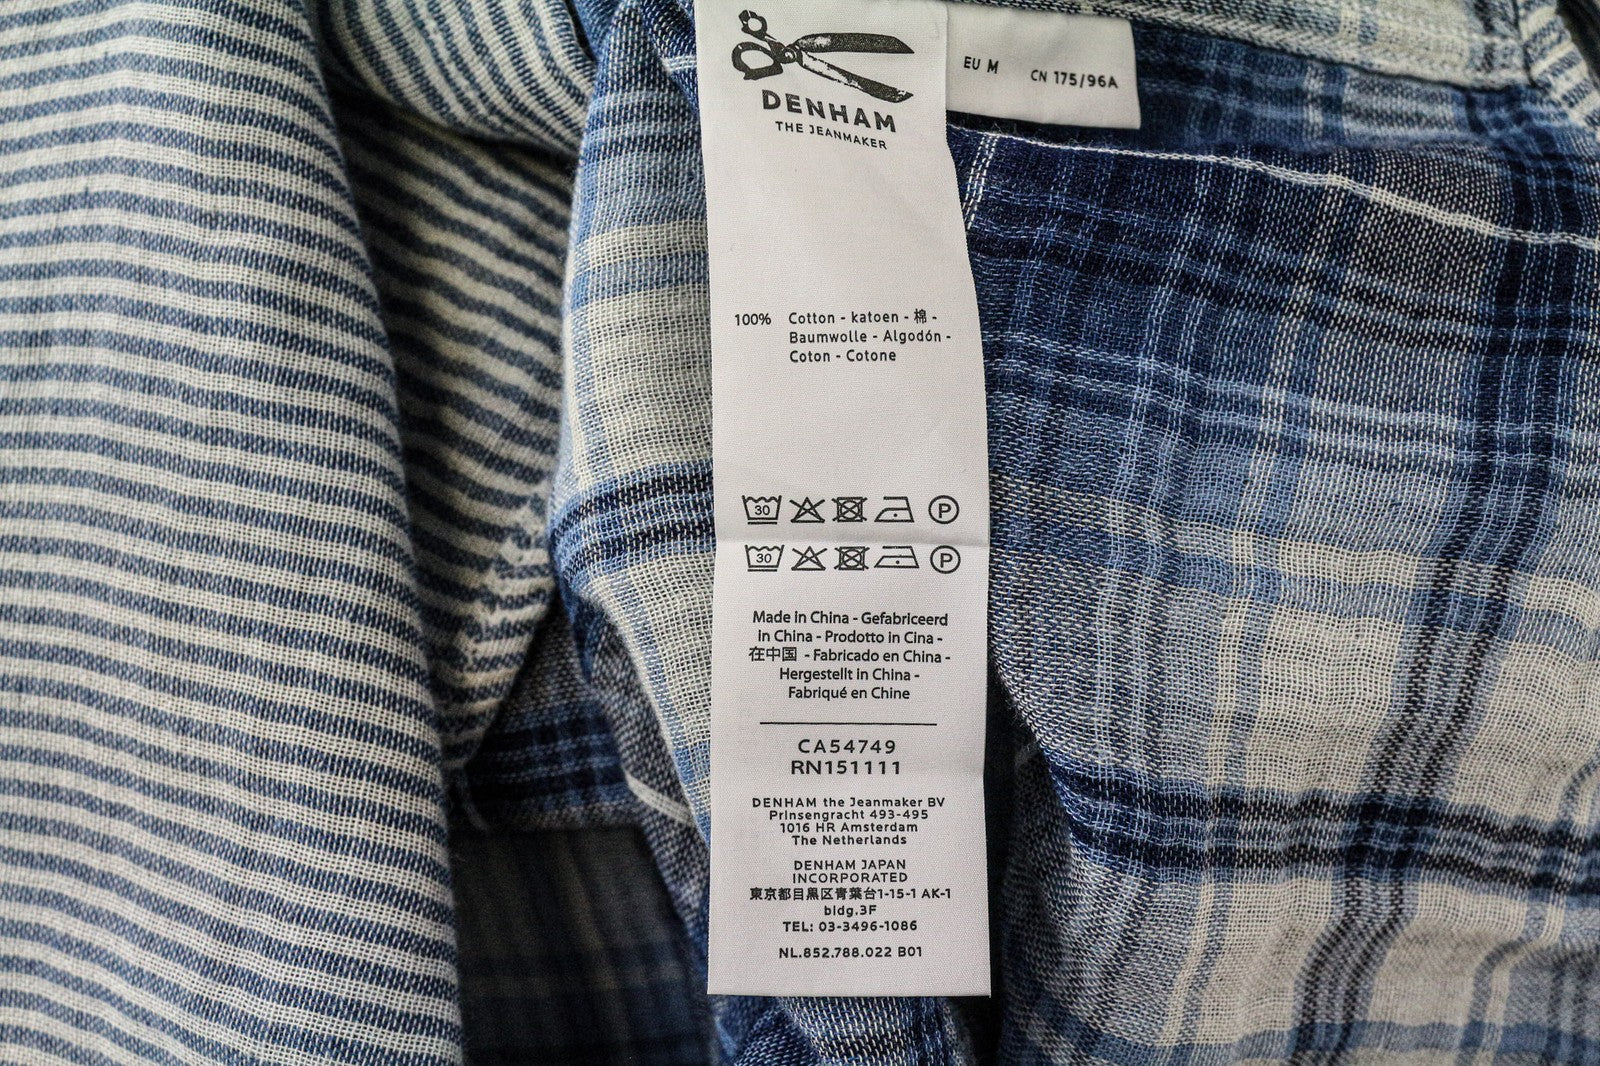 DENHAM
THE JEANMAKER
EU M CN 175/96A
100% Cotton - katoen - 棉 -
Baumwolle - Algodón -
Coton - Cotone
30 P
30 P
Made in China - Gefabriceerd
in China - Prodotto in Cina -
在中国 - Fabricado en China -
Hergestellt in China -
Fabriqué en Chine
CA54749
RN151111
DENHAM the Jeanmaker BV
Prinsengracht 493-495
1016 HR Amsterdam
The Netherlands
DENHAM JAPAN
INCORPORATED
東京都目黒区青葉台1-15-1 AK-1
bldg.3F
TEL: 03-3496-1086
NL.852.788.022 B01